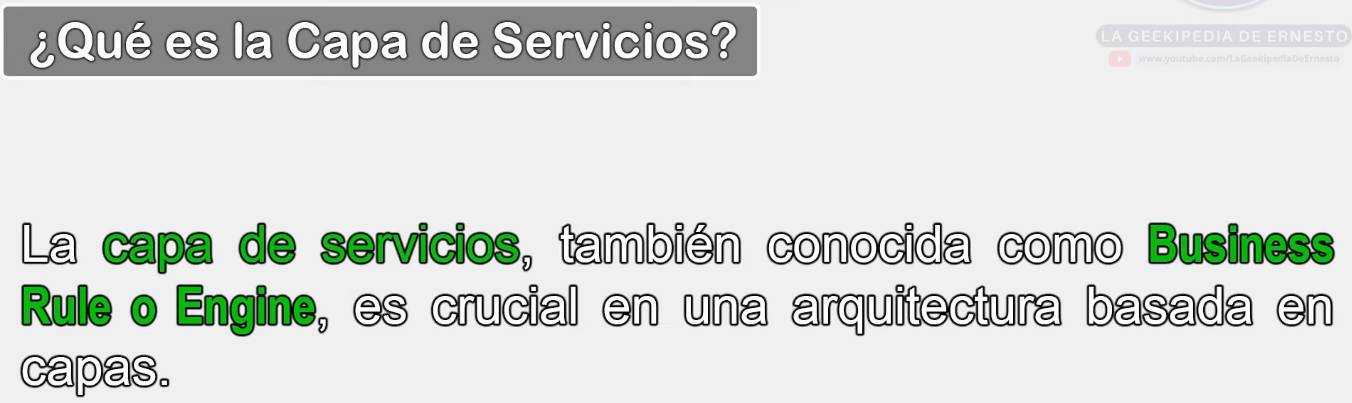 ¿Qué es la Capa de Servicios?
LA GEEKIPEDIA DE ERNESTO
www.youtube.com/LaGeekipediaDeErnesto
La capa de servicios, también conocida como Business
Rule o Engine, es crucial en una arquitectura basada en
capas.